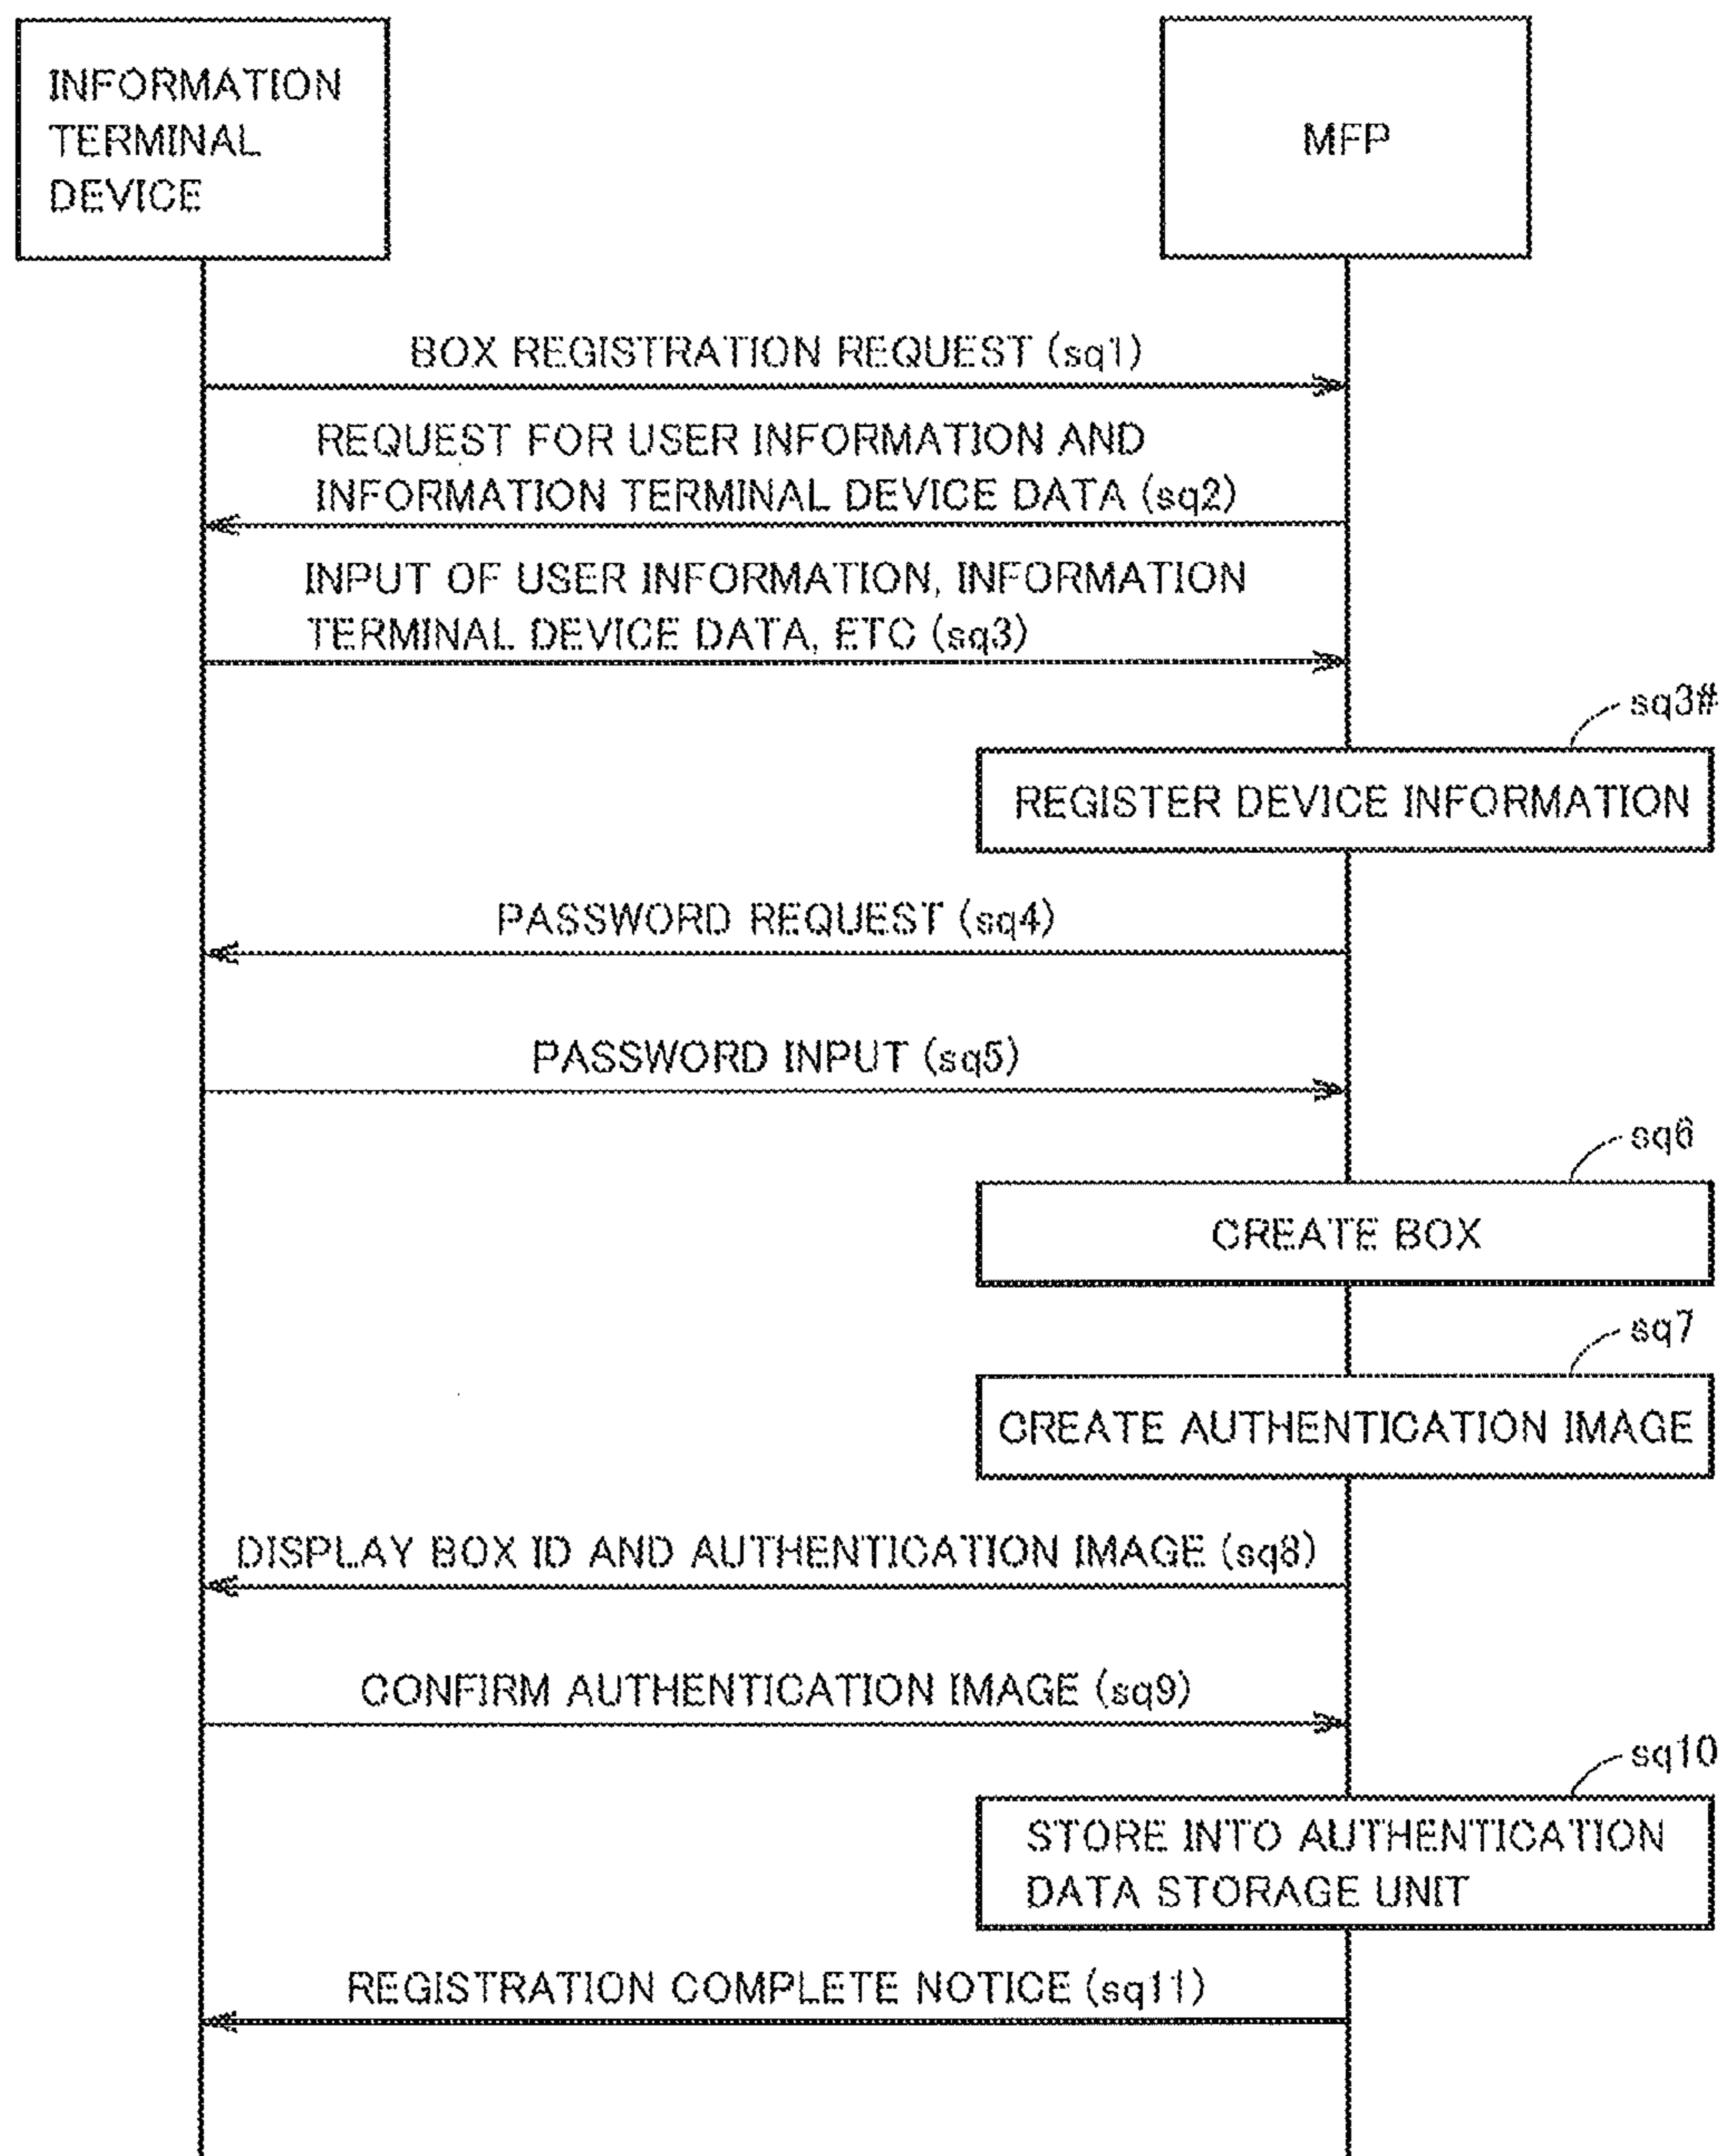 INFORMATION
TERMINAL
DEVICE
MFP
BOX REGISTRATION REQUEST (sq1)
REQUEST FOR USER INFORMATION AND
INFORMATION TERMINAL DEVICE DATA (sq2)
INPUT OF USER INFORMATION, INFORMATION
TERMINAL DEVICE DATA, ETC (sq3)
sq3#
REGISTER DEVICE INFORMATION
PASSWORD REQUEST (sq4)
PASSWORD INPUT (sq5)
sq6
CREATE BOX
sq7
CREATE AUTHENTICATION IMAGE
DISPLAY BOX ID AND AUTHENTICATION IMAGE (sq8)
CONFIRM AUTHENTICATION IMAGE (sq9)
sq10
STORE INTO AUTHENTICATION
DATA STORAGE UNIT
REGISTRATION COMPLETE NOTICE (sq11)